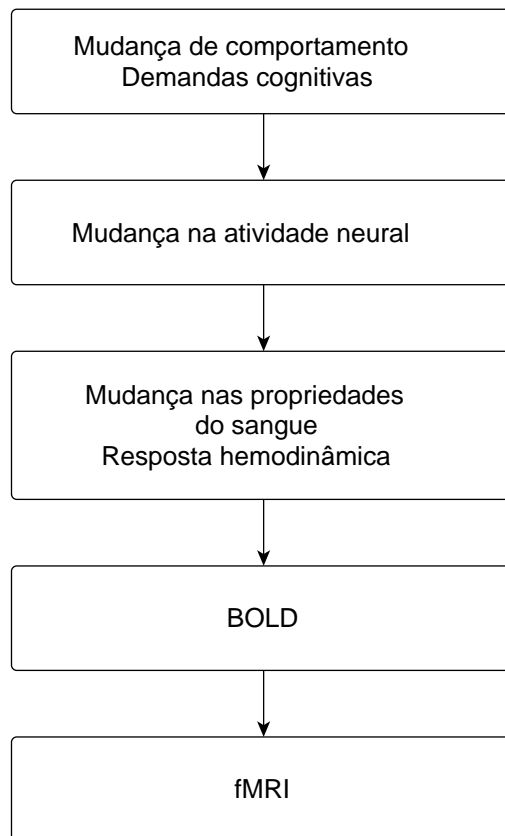 Mudança de comportamento
Demandas cognitivas
Mudança na atividade neural
Mudança nas propriedades
do sangue
Resposta hemodinâmica
BOLD
fMRI